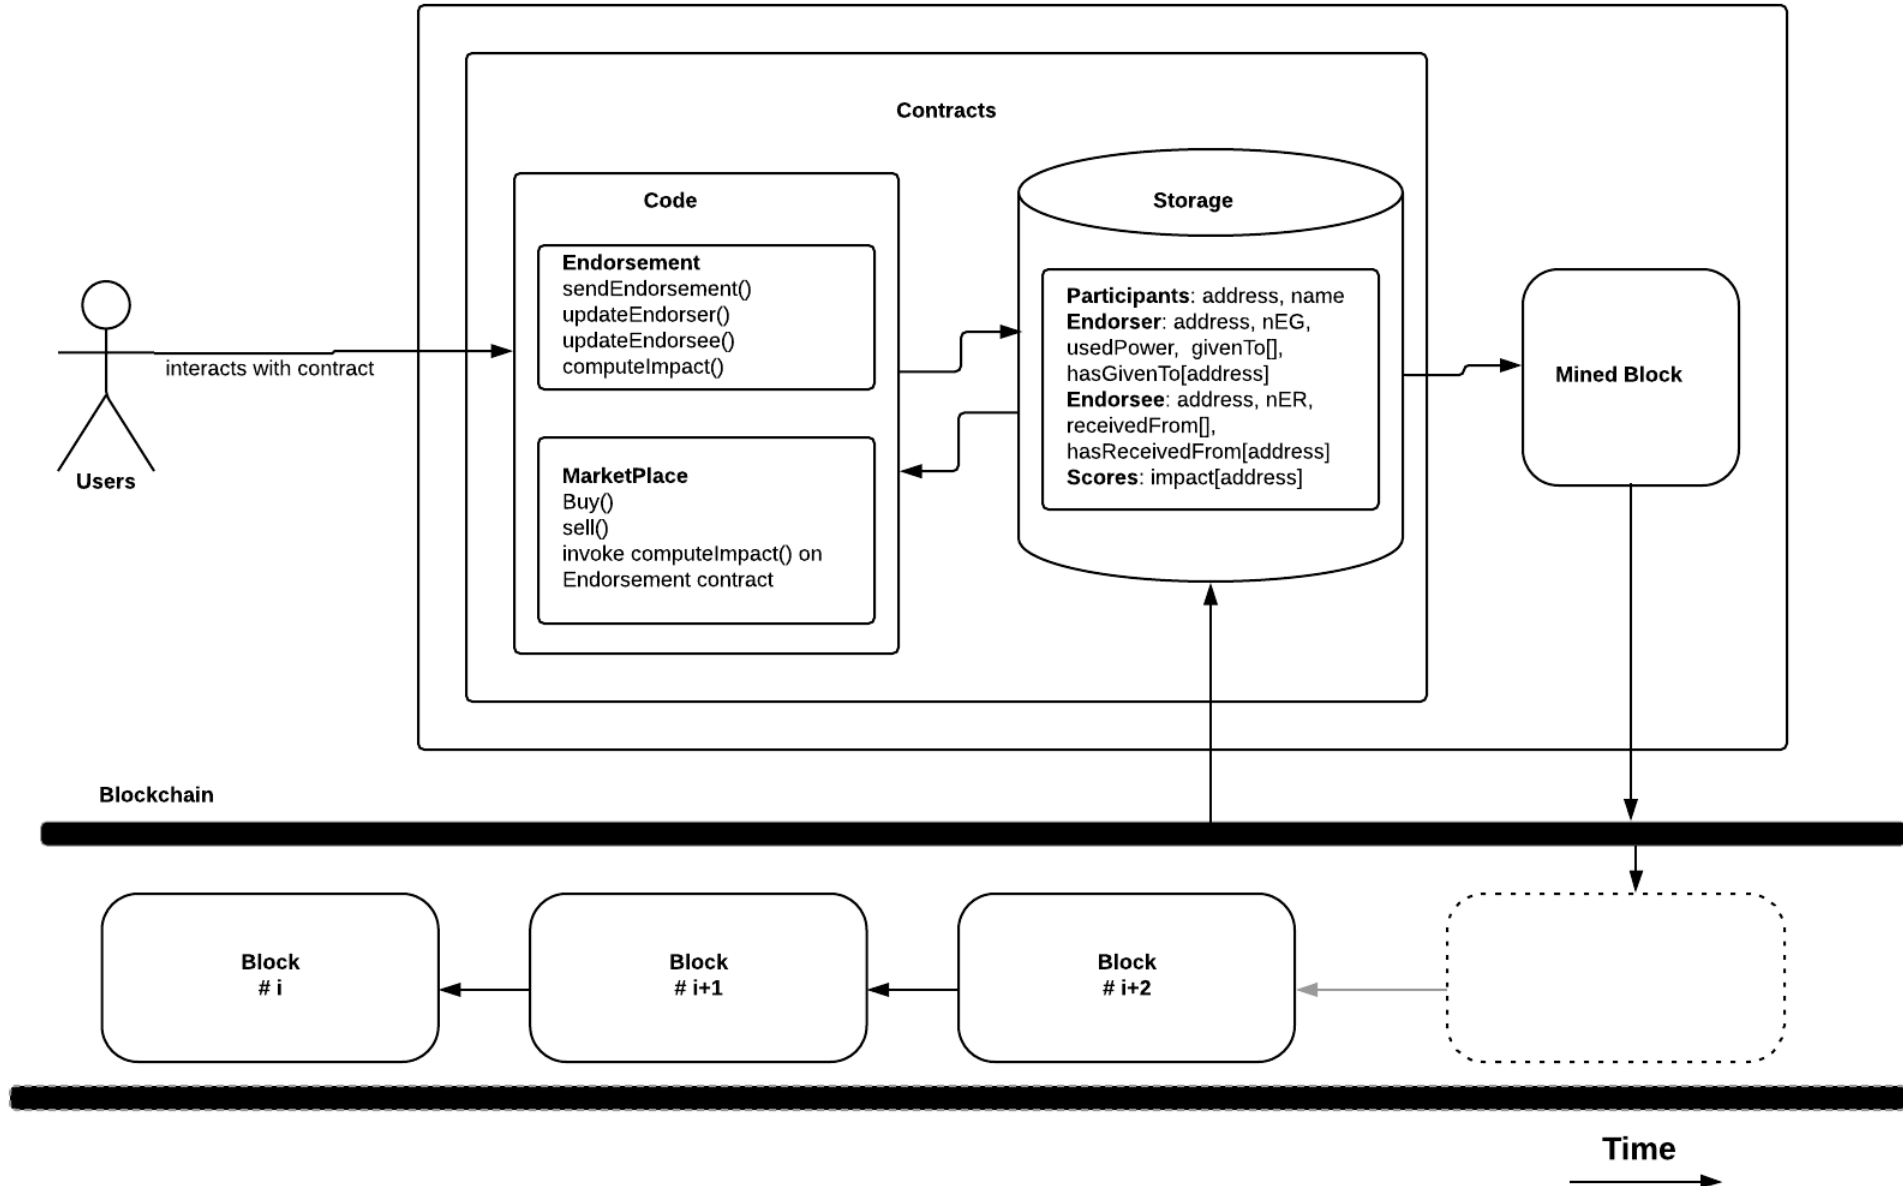 Contracts
Code
Storage
Endorsement
sendEndorsement()
updateEndorser()
updateEndorsee()
computeImpact()
MarketPlace
Buy()
sell()
invoke computeImpact() on
Endorsement contract
Participants: address, name
Endorser: address, nEG,
usedPower, givenTo[],
hasGivenTo[address]
Endorsee: address, nER,
receivedFrom[],
hasReceivedFrom[address]
Scores: impact[address]
Mined Block
interacts with contract
Users
Blockchain
Block
# i
Block
# i+1
Block
# i+2
Time